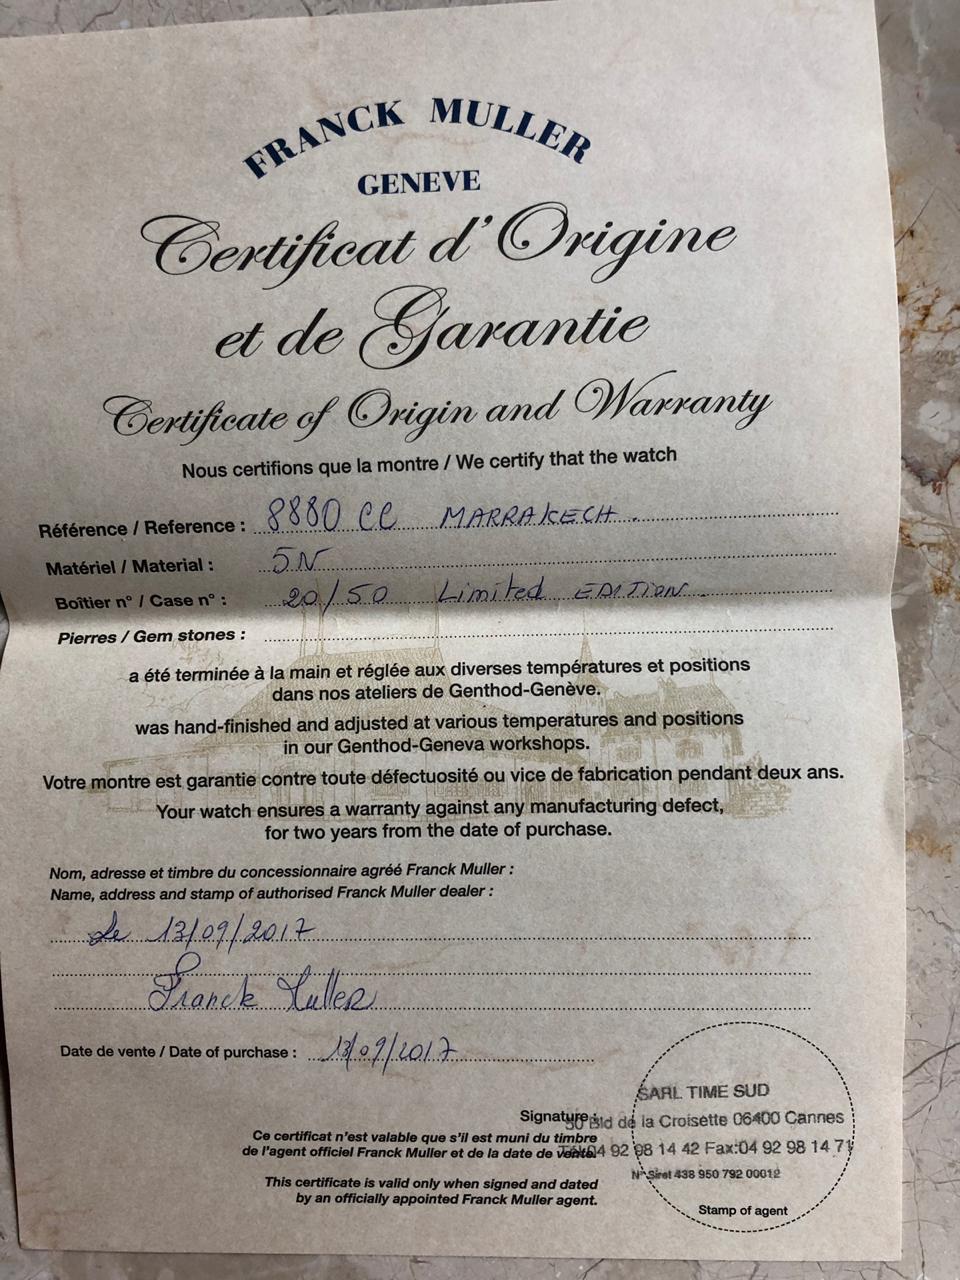 FRANCK MULLER
GENEVE
Certificat d'Origine
et de Garantie
Certificate of Origin and Warranty
Nous certifions que la montre / We certify that the watch
Référence / Reference : 8880 CC MARRAKECH.
Matériel / Material : 5N
Boîtier n° / Case n° : 20/50 Limited EDITION.
Pierres / Gem stones :
a été terminée à la main et réglée aux diverses températures et positions
dans nos ateliers de Genthod-Genève.
was hand-finished and adjusted at various temperatures and positions
in our Genthod-Geneva workshops.
Votre montre est garantie contre toute défectuosité ou vice de fabrication pendant deux ans.
Your watch ensures a warranty against any manufacturing defect,
for two years from the date of purchase.
Nom, adresse et timbre du concessionnaire agréé Franck Muller :
Name, address and stamp of authorised Franck Muller dealer :
Le 13/09/2017
Franck Muller
Date de vente / Date of purchase : 13/09/2017
SARL TIME SUD
Signature :
50 Bld de la Croisette 06400 Cannes
Ce certificat n'est valable que s'il est muni du timbre
de l'agent officiel Franck Muller et de la date de vente.
04 92 98 14 42 Fax:04 92 98 14 71
N° Siret 438 950 792 00012
This certificate is valid only when signed and dated
by an officially appointed Franck Muller agent.
Stamp of agent